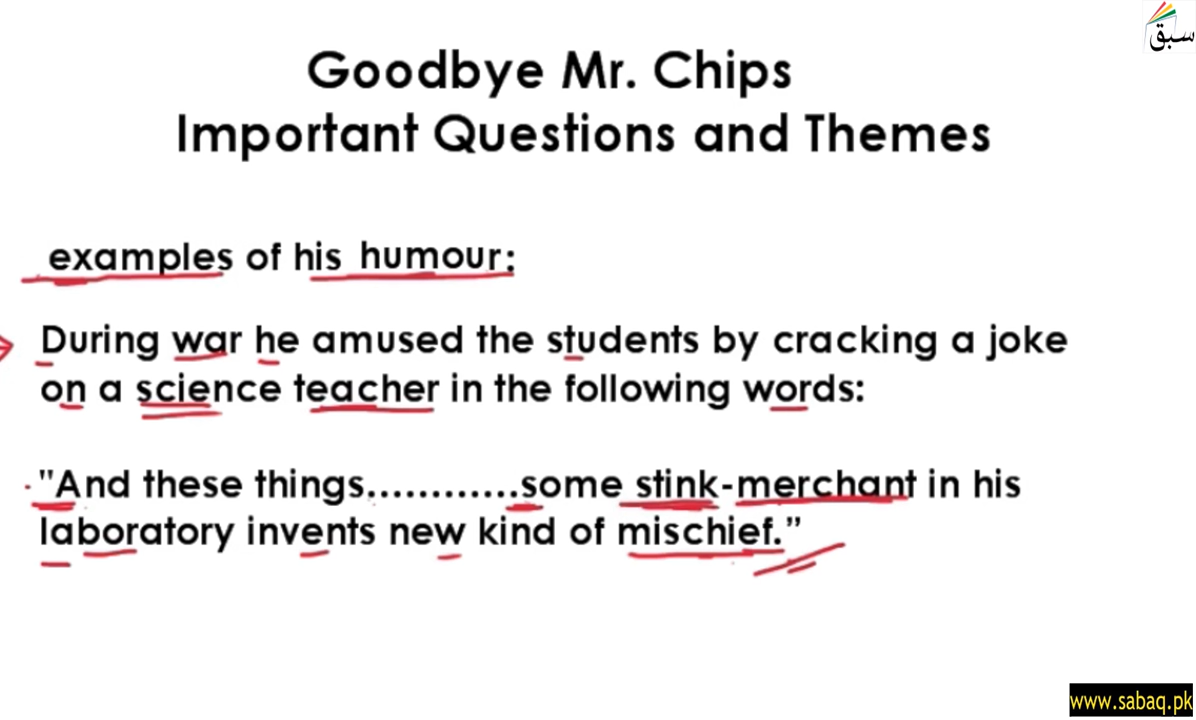 سبق
Goodbye Mr. Chips
Important Questions and Themes
examples of his humour:
During war he amused the students by cracking a joke
on a science teacher in the following words:
"And these things............some stink-merchant in his
laboratory invents new kind of mischief.”
www.sabaq.pk